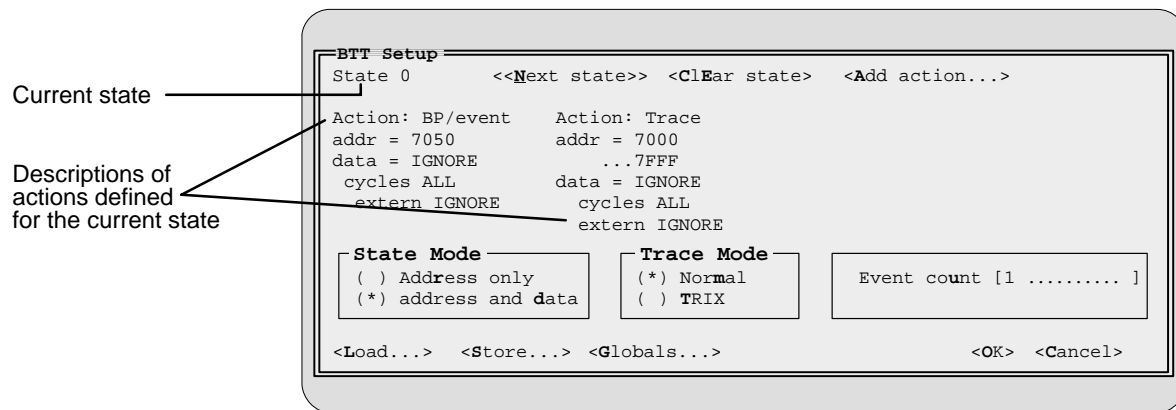 BTT Setup
State 0 <<Next state>> <ClEar state> <Add action...>
Current state
Action: BP/event Action: Trace
addr = 7050 addr = 7000
data = IGNORE ...7FFF
cycles ALL data = IGNORE
extern IGNORE cycles ALL
extern IGNORE
Descriptions of
actions defined
for the current state
State Mode Trace Mode
( ) Address only (*) Normal Event count [1 .......... ]
(*) address and data ( ) TRIX
<Load...> <Store...> <Globals...> <OK> <Cancel>